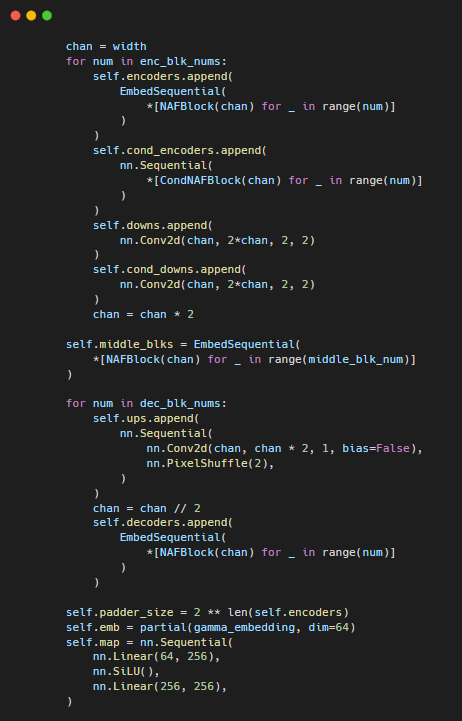 chan = width
for num in enc_blk_nums:
    self.encoders.append(
        EmbedSequential(
            *[NAFBlock(chan) for _ in range(num)]
        )
    )
    self.cond_encoders.append(
        nn.Sequential(
            *[CondNAFBlock(chan) for _ in range(num)]
        )
    )
    self.downs.append(
        nn.Conv2d(chan, 2*chan, 2, 2)
    )
    self.cond_downs.append(
        nn.Conv2d(chan, 2*chan, 2, 2)
    )
    chan = chan * 2

self.middle_blks = EmbedSequential(
    *[NAFBlock(chan) for _ in range(middle_blk_num)]
)

for num in dec_blk_nums:
    self.ups.append(
        nn.Sequential(
            nn.Conv2d(chan, chan * 2, 1, bias=False),
            nn.PixelShuffle(2),
        )
    )
    chan = chan // 2
    self.decoders.append(
        EmbedSequential(
            *[NAFBlock(chan) for _ in range(num)]
        )
    )

self.padder_size = 2 ** len(self.encoders)
self.emb = partial(gamma_embedding, dim=64)
self.map = nn.Sequential(
    nn.Linear(64, 256),
    nn.SiLU(),
    nn.Linear(256, 256),
)